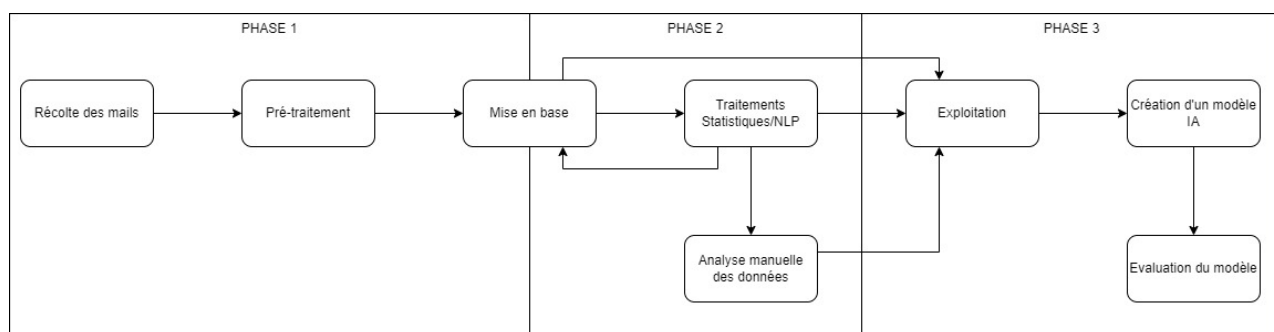 PHASE 1
PHASE 2
PHASE 3
Récolte des mails
Pré-traitement
Mise en base
Traitements
Statistiques/NLP
Exploitation
Création d'un modèle
IA
Analyse manuelle
des données
Evaluation du modèle